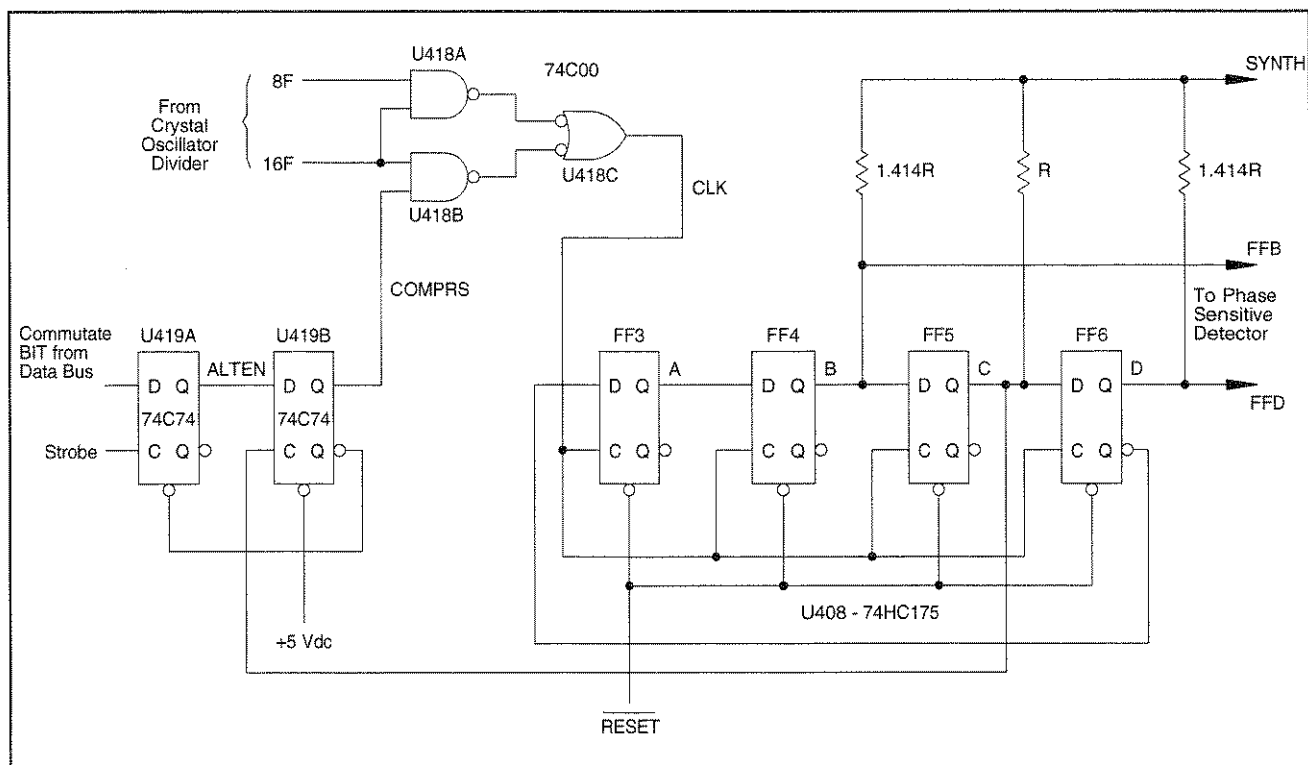 U418A
74C00
SYNTH
8F
From
Crystal
Oscillator
Divider
16F
1.414R
R
1.414R
U418C
U418B
CLK
FFB
COMPRS
To Phase
Sensitive
Detector
Commutate
BIT from
Data Bus
U419A
U419B
FF3
FF4
FF5
FF6
ALTEN
A
B
C
D
D Q
D Q
D Q
D Q
D Q
D Q
FFD
74C74
74C74
Strobe
C Q
C Q
C Q
C Q
C Q
C Q
U408 - 74HC175
+5 Vdc
RESET